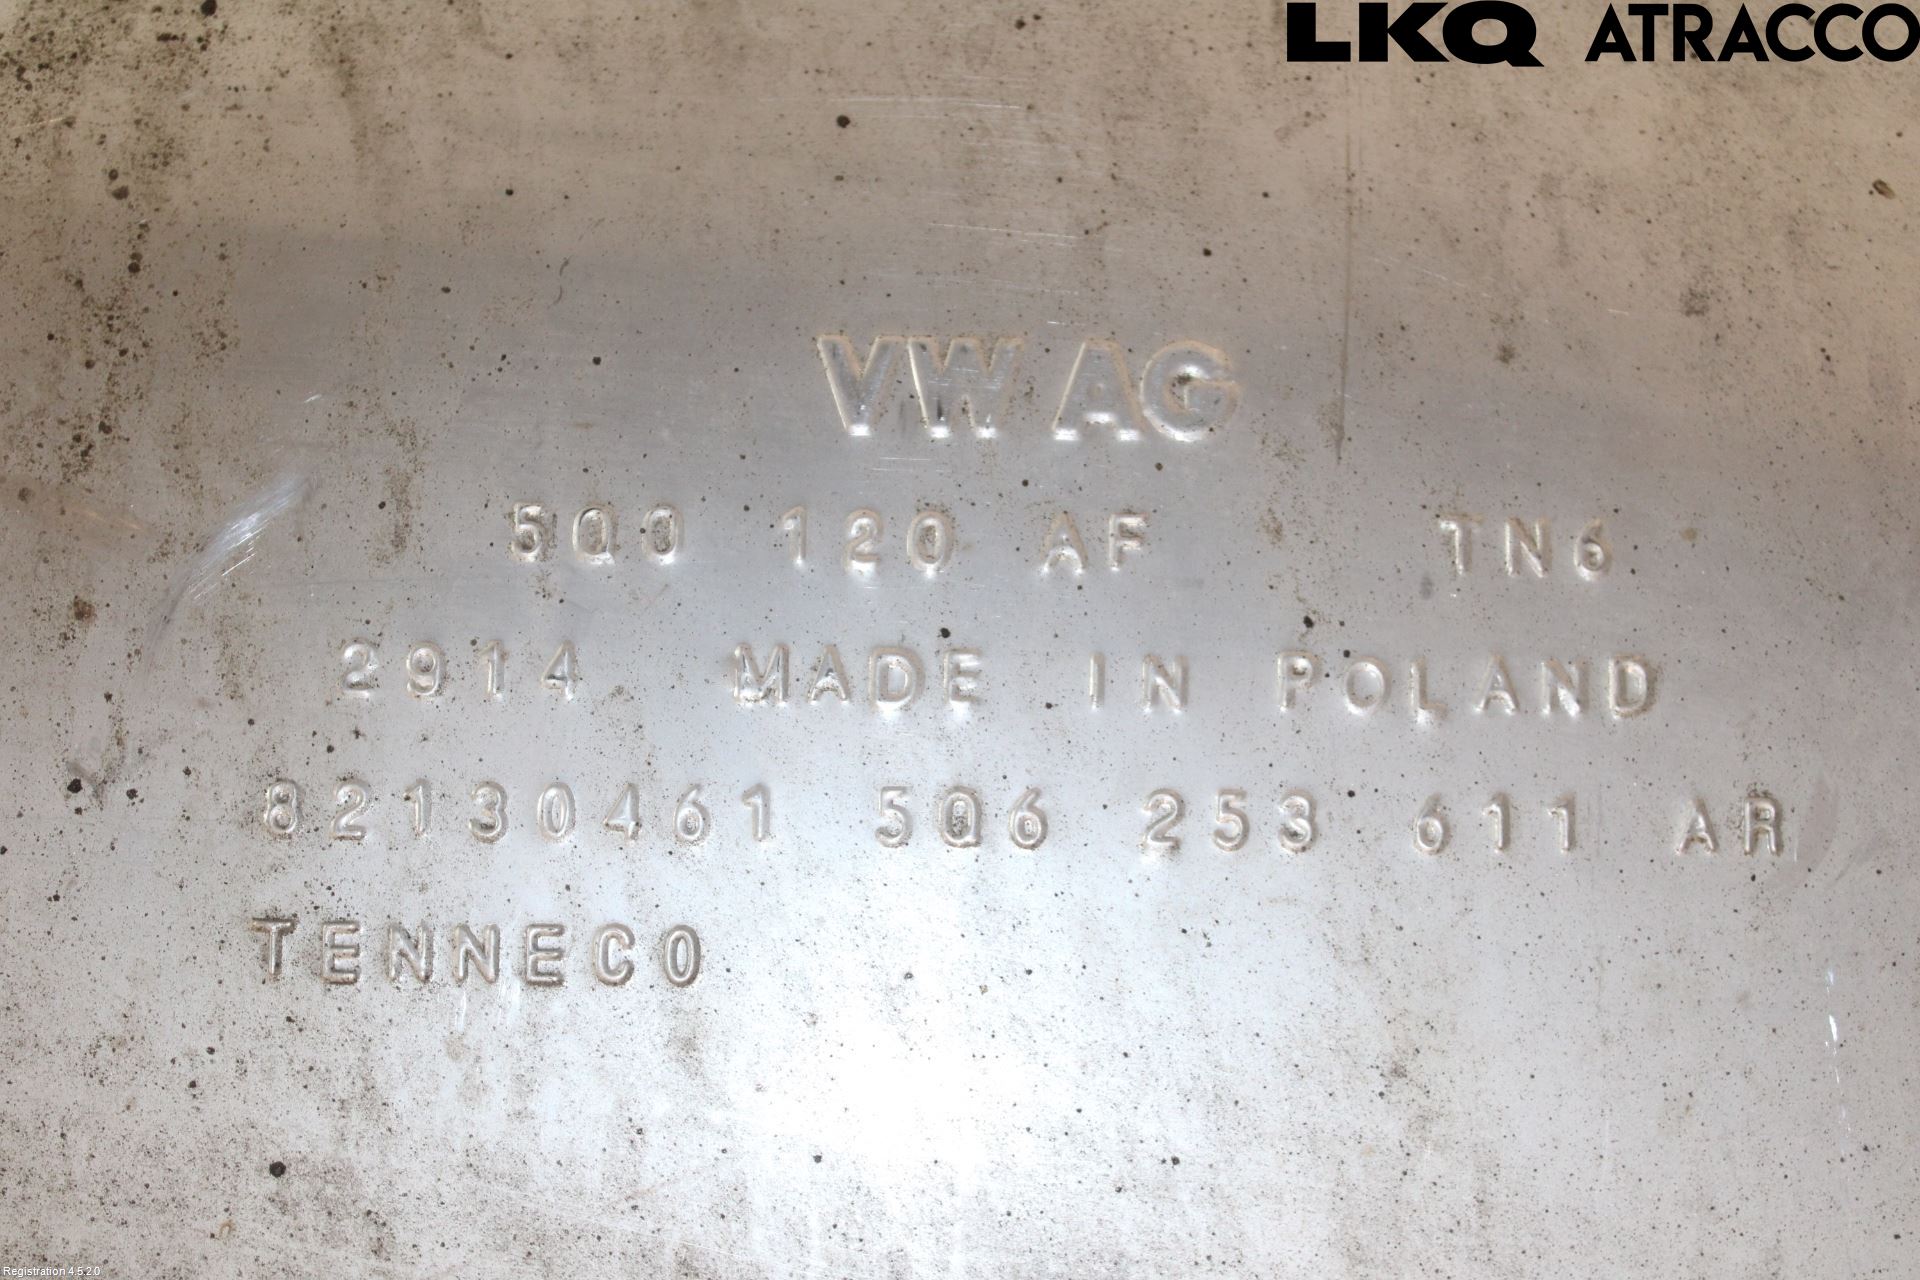 LKQ ATRACCO
VW AG
5Q0 120 AF TN6
2914 MADE IN POLAND
82130461 5Q6 253 611 AR
TENNECO
Registration 4.5.2.0